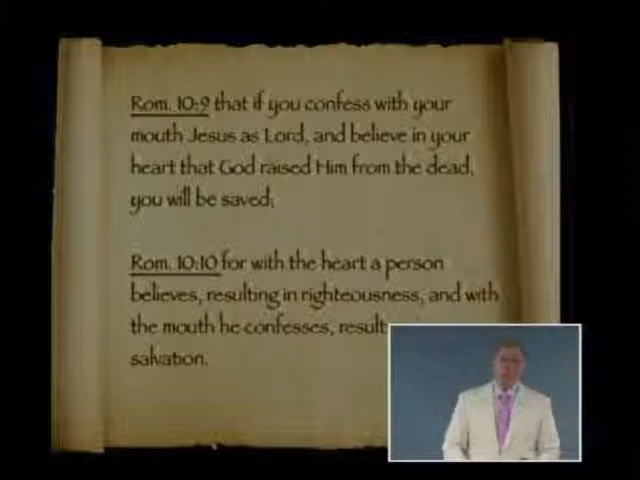 Rom. 10:9 that if you confess with your
mouth Jesus as Lord, and believe in your
heart that God raised Him from the dead,
you will be saved;
Rom. 10:10 for with the heart a person
believes, resulting in righteousness, and with
the mouth he confesses,
salvation.